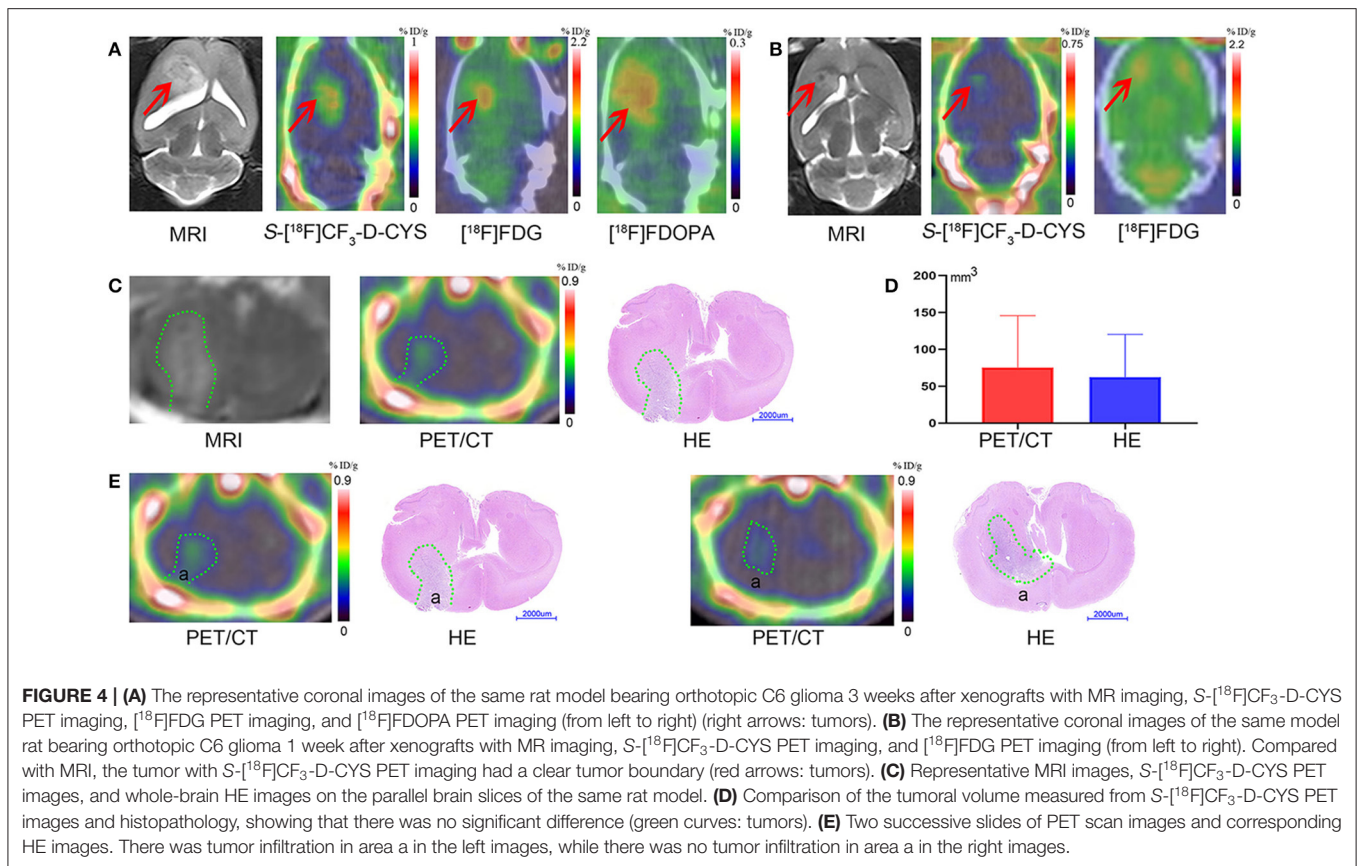 A
% ID/g
1
0
% ID/g
2.2
0
% ID/g
0.3
0
MRI
S-[¹⁸F]CF₃-D-CYS
[¹⁸F]FDG
[¹⁸F]FDOPA
B
% ID/g
0.75
0
% ID/g
2.2
0
MRI
S-[¹⁸F]CF₃-D-CYS
[¹⁸F]FDG
C
% ID/g
0.9
0
2000um
MRI
PET/CT
HE
D
mm³
200
150
100
50
0
PET/CT
HE
E
a
% ID/g
0.9
0
a
2000um
PET/CT
HE
a
% ID/g
0.9
0
a
2000um
PET/CT
HE
FIGURE 4 | (A) The representative coronal images of the same rat model bearing orthotopic C6 glioma 3 weeks after xenografts with MR imaging, S-[¹⁸F]CF₃-D-CYS
PET imaging, [¹⁸F]FDG PET imaging, and [¹⁸F]FDOPA PET imaging (from left to right) (right arrows: tumors). (B) The representative coronal images of the same model
rat bearing orthotopic C6 glioma 1 week after xenografts with MR imaging, S-[¹⁸F]CF₃-D-CYS PET imaging, and [¹⁸F]FDG PET imaging (from left to right). Compared
with MRI, the tumor with S-[¹⁸F]CF₃-D-CYS PET imaging had a clear tumor boundary (red arrows: tumors). (C) Representative MRI images, S-[¹⁸F]CF₃-D-CYS PET
images, and whole-brain HE images on the parallel brain slices of the same rat model. (D) Comparison of the tumoral volume measured from S-[¹⁸F]CF₃-D-CYS PET
images and histopathology, showing that there was no significant difference (green curves: tumors). (E) Two successive slides of PET scan images and corresponding
HE images. There was tumor infiltration in area a in the left images, while there was no tumor infiltration in area a in the right images.